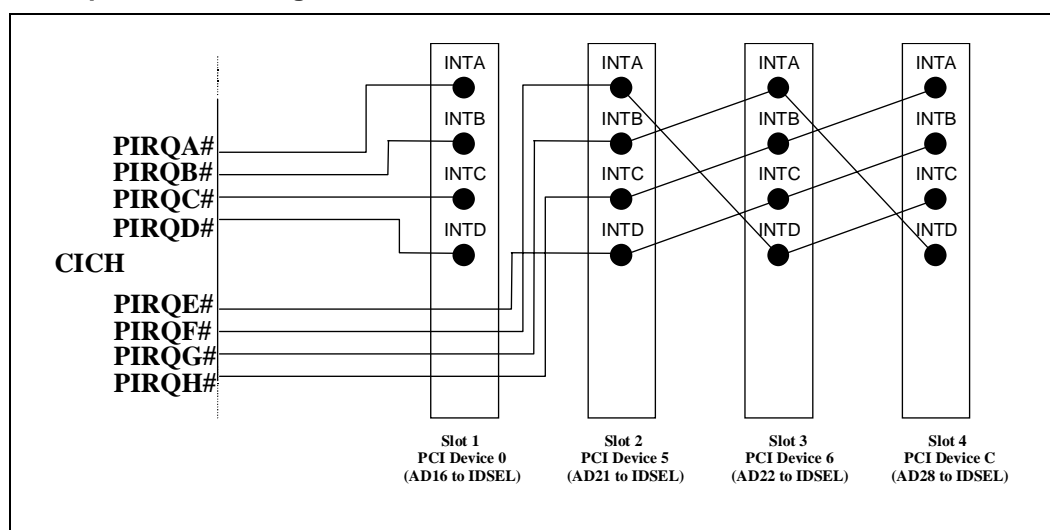 INTA INTA INTA INTA
INTB INTB INTB INTB
PIRQA#
PIRQB#
INTC INTC INTC INTC
PIRQC#
PIRQD#
INTD INTD INTD INTD
CICH
PIRQE#
PIRQF#
PIRQG#
PIRQH#
Slot 1
PCI Device 0
(AD16 to IDSEL)
Slot 2
PCI Device 5
(AD21 to IDSEL)
Slot 3
PCI Device 6
(AD22 to IDSEL)
Slot 4
PCI Device C
(AD28 to IDSEL)